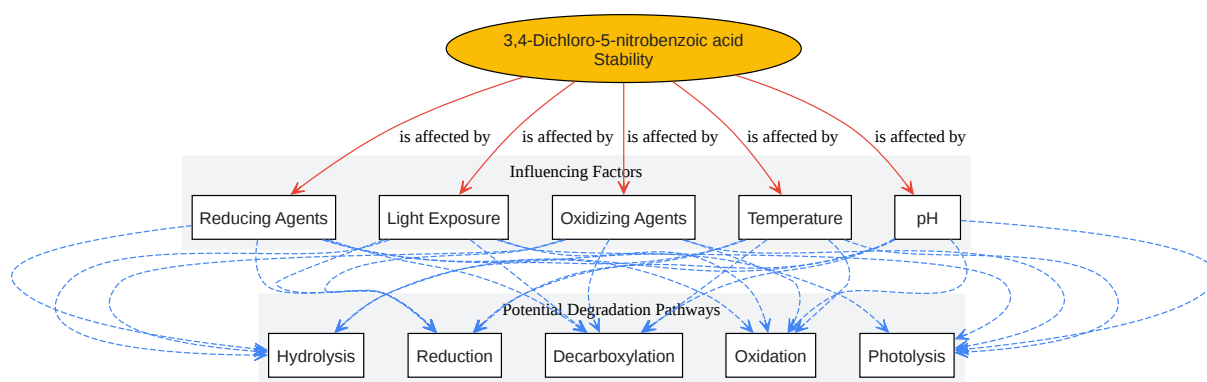 3,4-Dichloro-5-nitrobenzoic acid
Stability
is affected by
is affected by
is affected by
is affected by
is affected by
Influencing Factors
Reducing Agents
Light Exposure
Oxidizing Agents
Temperature
pH
Potential Degradation Pathways
Hydrolysis
Reduction
Decarboxylation
Oxidation
Photolysis